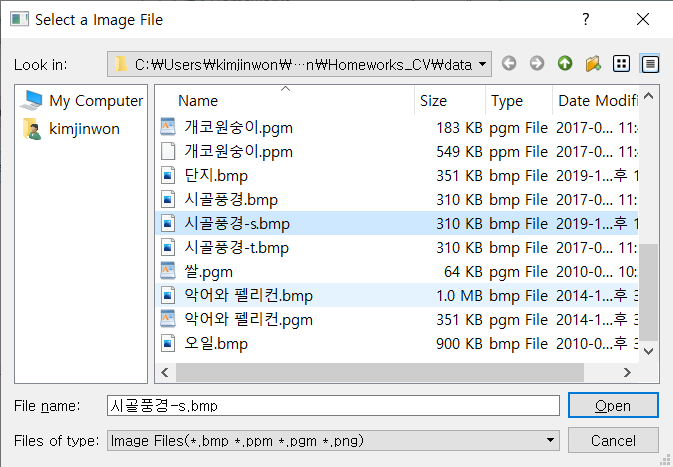 Select a Image File
Look in: C:₩Users₩kimjinwon₩···n₩Homeworks_CV₩data
My Computer
kimjinwon
Name Size Type Date Modifi
개코원숭이.pgm 183 KB pgm File 2017-0... 11:
개코원숭이.ppm 549 KB ppm File 2017-0... 11:
단지.bmp 351 KB bmp File 2019-1...후 1
시골풍경.bmp 310 KB bmp File 2017-0... 11:
시골풍경-s.bmp 310 KB bmp File 2019-1...후 1
시골풍경-t.bmp 310 KB bmp File 2017-0... 11:
쌀.pgm 64 KB pgm File 2010-0... 10:
악어와 펠리컨.bmp 1.0 MB bmp File 2014-1...후 3
악어와 펠리컨.pgm 351 KB pgm File 2014-1...후 3
오일.bmp 900 KB bmp File 2010-0...후 3
File name: 시골풍경-s.bmp Open
Files of type: Image Files(*.bmp *.ppm *.pgm *.png) Cancel